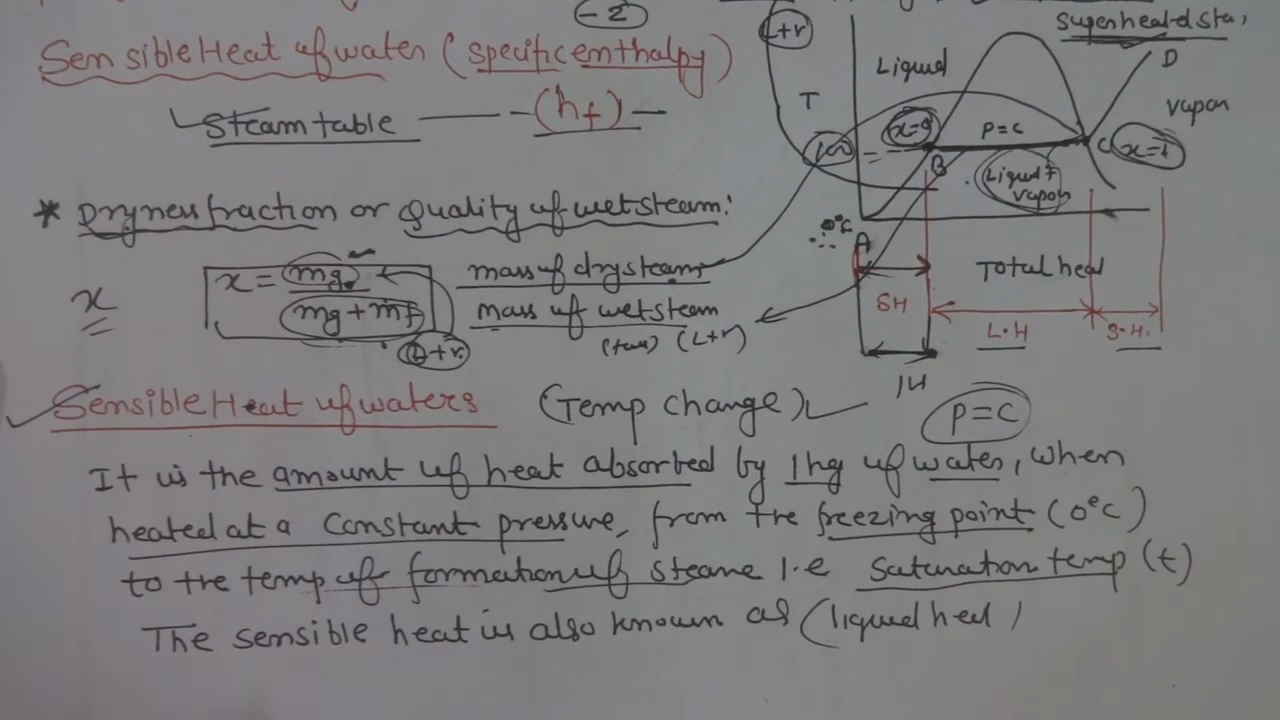 -2
Sensible Heat of water (specific enthalpy)
Steam table — (hf) —
* Dryness fraction or quality of wet steam:
x
x = mg / mg + mf
mass of dry steam
mass of wet steam
(L+v)
L+v
L+v
Superheated
Liquid
T
D
vapour
x=0
P=C
B
C
x=1
Liquid +
vapour
0°C
A
Total heat
SH
L.H
S.H.
Sensible Heat of waters (Temp change)
P=C
It is the amount of heat absorbed by 1kg of water, when
heated at a constant pressure, from the freezing point (0°C)
to the temp of formation of steame i.e saturation temp (t)
The sensible heat is also known as (liquid heat)